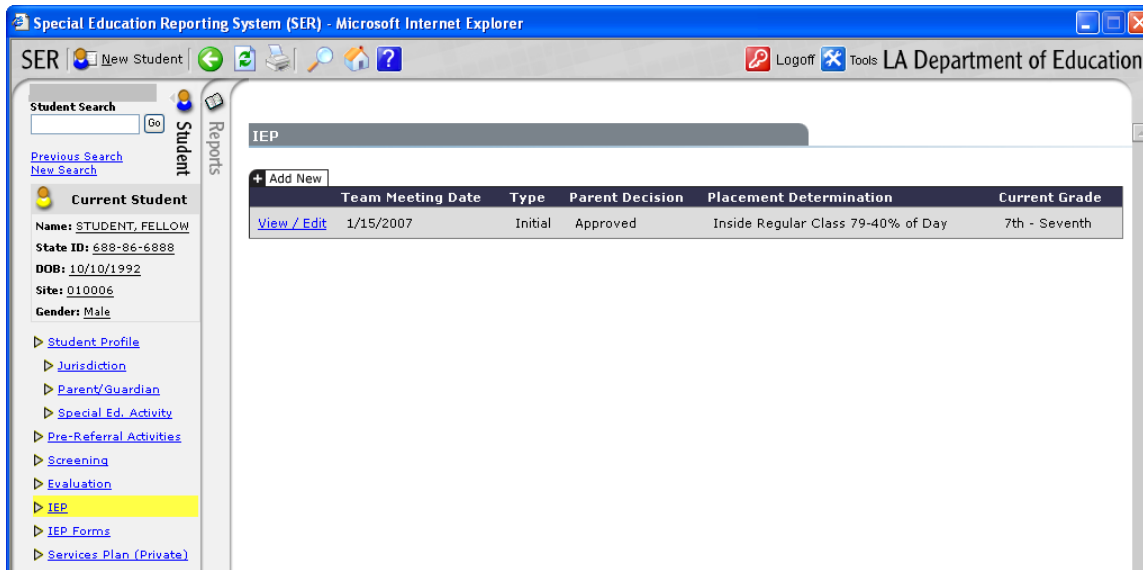 Special Education Reporting System (SER) - Microsoft Internet Explorer
SER New Student ? Logoff Tools LA Department of Education
Student Search
Go
Previous Search
New Search
Student
Reports
Current Student
Name: STUDENT, FELLOW
State ID: 688-86-6888
DOB: 10/10/1992
Site: 010006
Gender: Male
Student Profile
Jurisdiction
Parent/Guardian
Special Ed. Activity
Pre-Referral Activities
Screening
Evaluation
IEP
IEP Forms
Services Plan (Private)
IEP
+ Add New
Team Meeting Date Type Parent Decision Placement Determination Current Grade
View / Edit 1/15/2007 Initial Approved Inside Regular Class 79-40% of Day 7th - Seventh